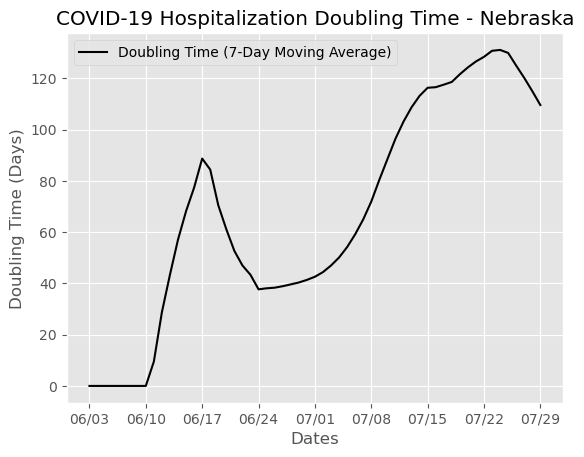 COVID-19 Hospitalization Doubling Time - Nebraska
Doubling Time (7-Day Moving Average)
Doubling Time (Days)
120
100
80
60
40
20
0
06/03 06/10 06/17 06/24 07/01 07/08 07/15 07/22 07/29
Dates